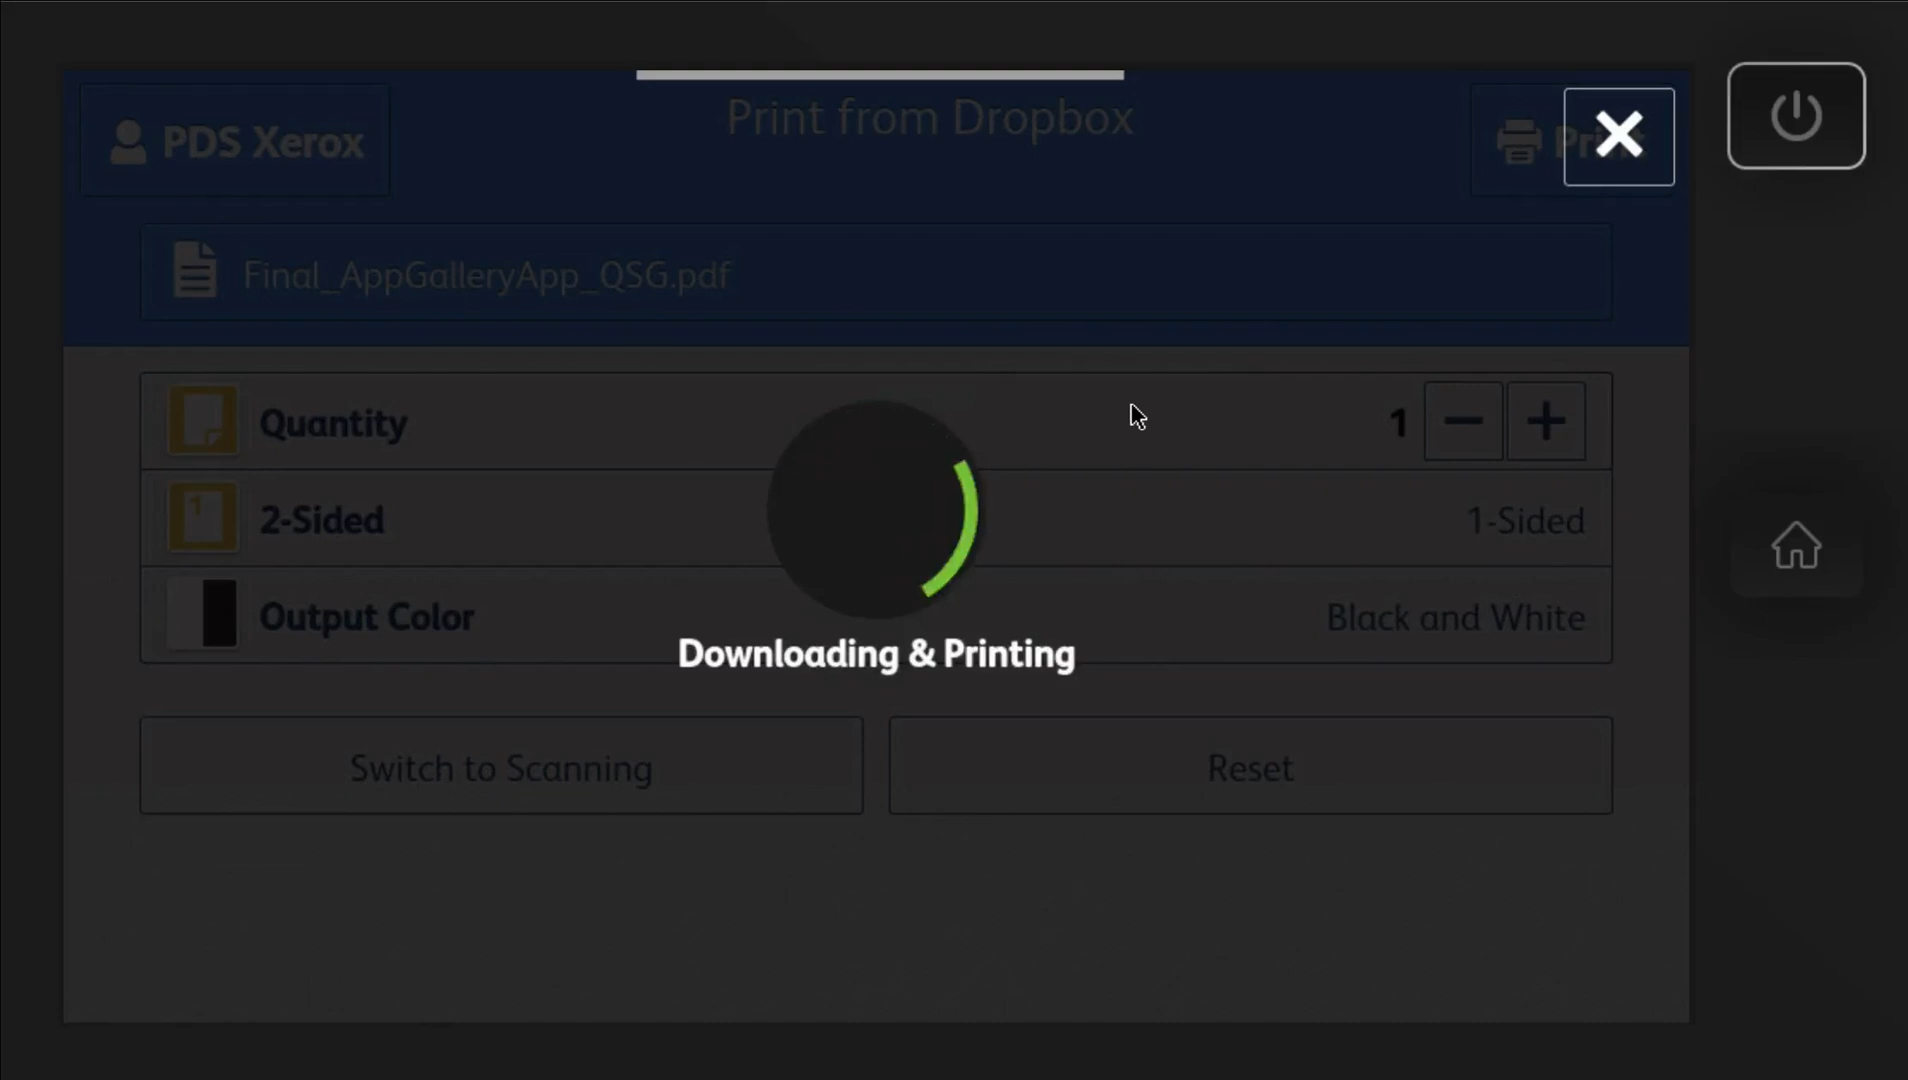 PDS Xerox
Print from Dropbox
Print
Final_AppGalleryApp_QSG.pdf
Quantity
1
2-Sided
1-Sided
Output Color
Black and White
Downloading & Printing
Switch to Scanning
Reset